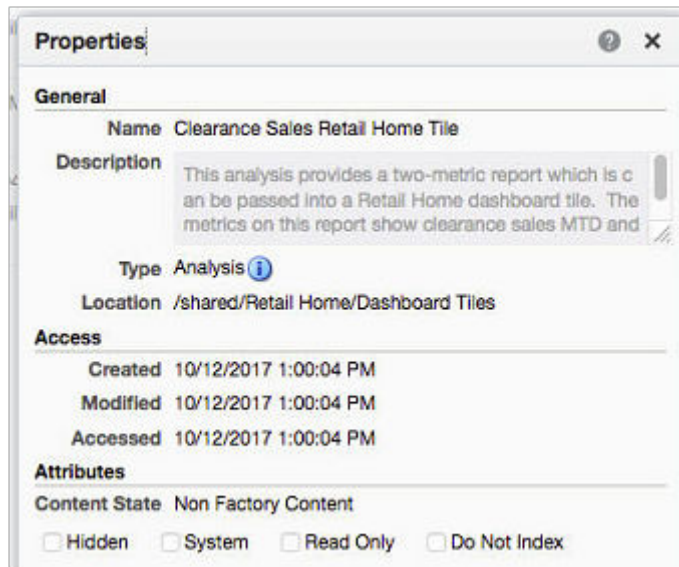 Properties
General
Name Clearance Sales Retail Home Tile
Description This analysis provides a two-metric report which is c
an be passed into a Retail Home dashboard tile. The
metrics on this report show clearance sales MTD and
Type Analysis
Location /shared/Retail Home/Dashboard Tiles
Access
Created 10/12/2017 1:00:04 PM
Modified 10/12/2017 1:00:04 PM
Accessed 10/12/2017 1:00:04 PM
Attributes
Content State Non Factory Content
Hidden System Read Only Do Not Index